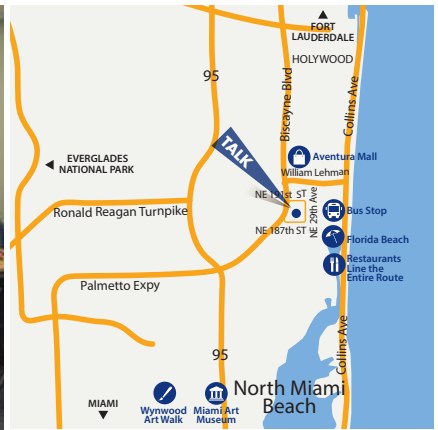 FORT
LAUDERDALE
HOLYWOOD
95
Biscayne Blvd
Collins Ave
TALK
Aventura Mall
William Lehman
EVERGLADES
NATIONAL PARK
NE 191st ST
NE 29th Ave
Bus Stop
Ronald Reagan Turnpike
NE 187th ST
Florida Beach
Restaurants
Line the
Entire Route
Palmetto Expy
95
Collins Ave
North Miami
Beach
MIAMI
Wynwood
Art Walk
Miami Art
Museum